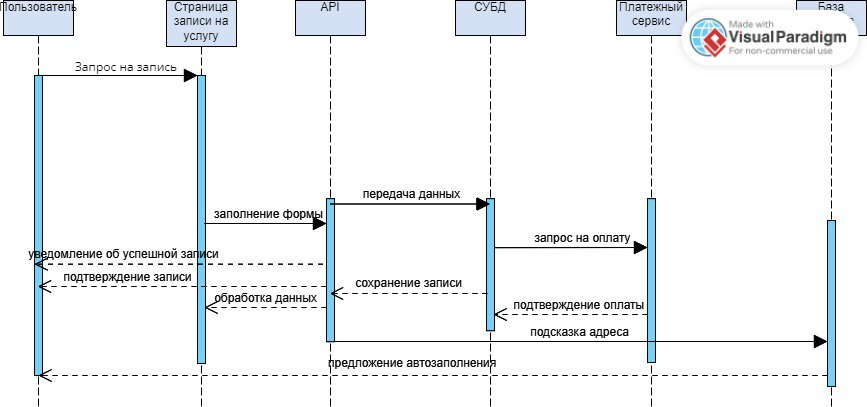 Пользователь
Страница
записи на
услугу
API
СУБД
Платежный
сервис
База
Made with
Visual Paradigm
For non-commercial use
Запрос на запись
передача данных
заполнение формы
запрос на оплату
уведомление об успешной записи
подтверждение записи
сохранение записи
обработка данных
подтверждение оплаты
подсказка адреса
предложение автозаполнения